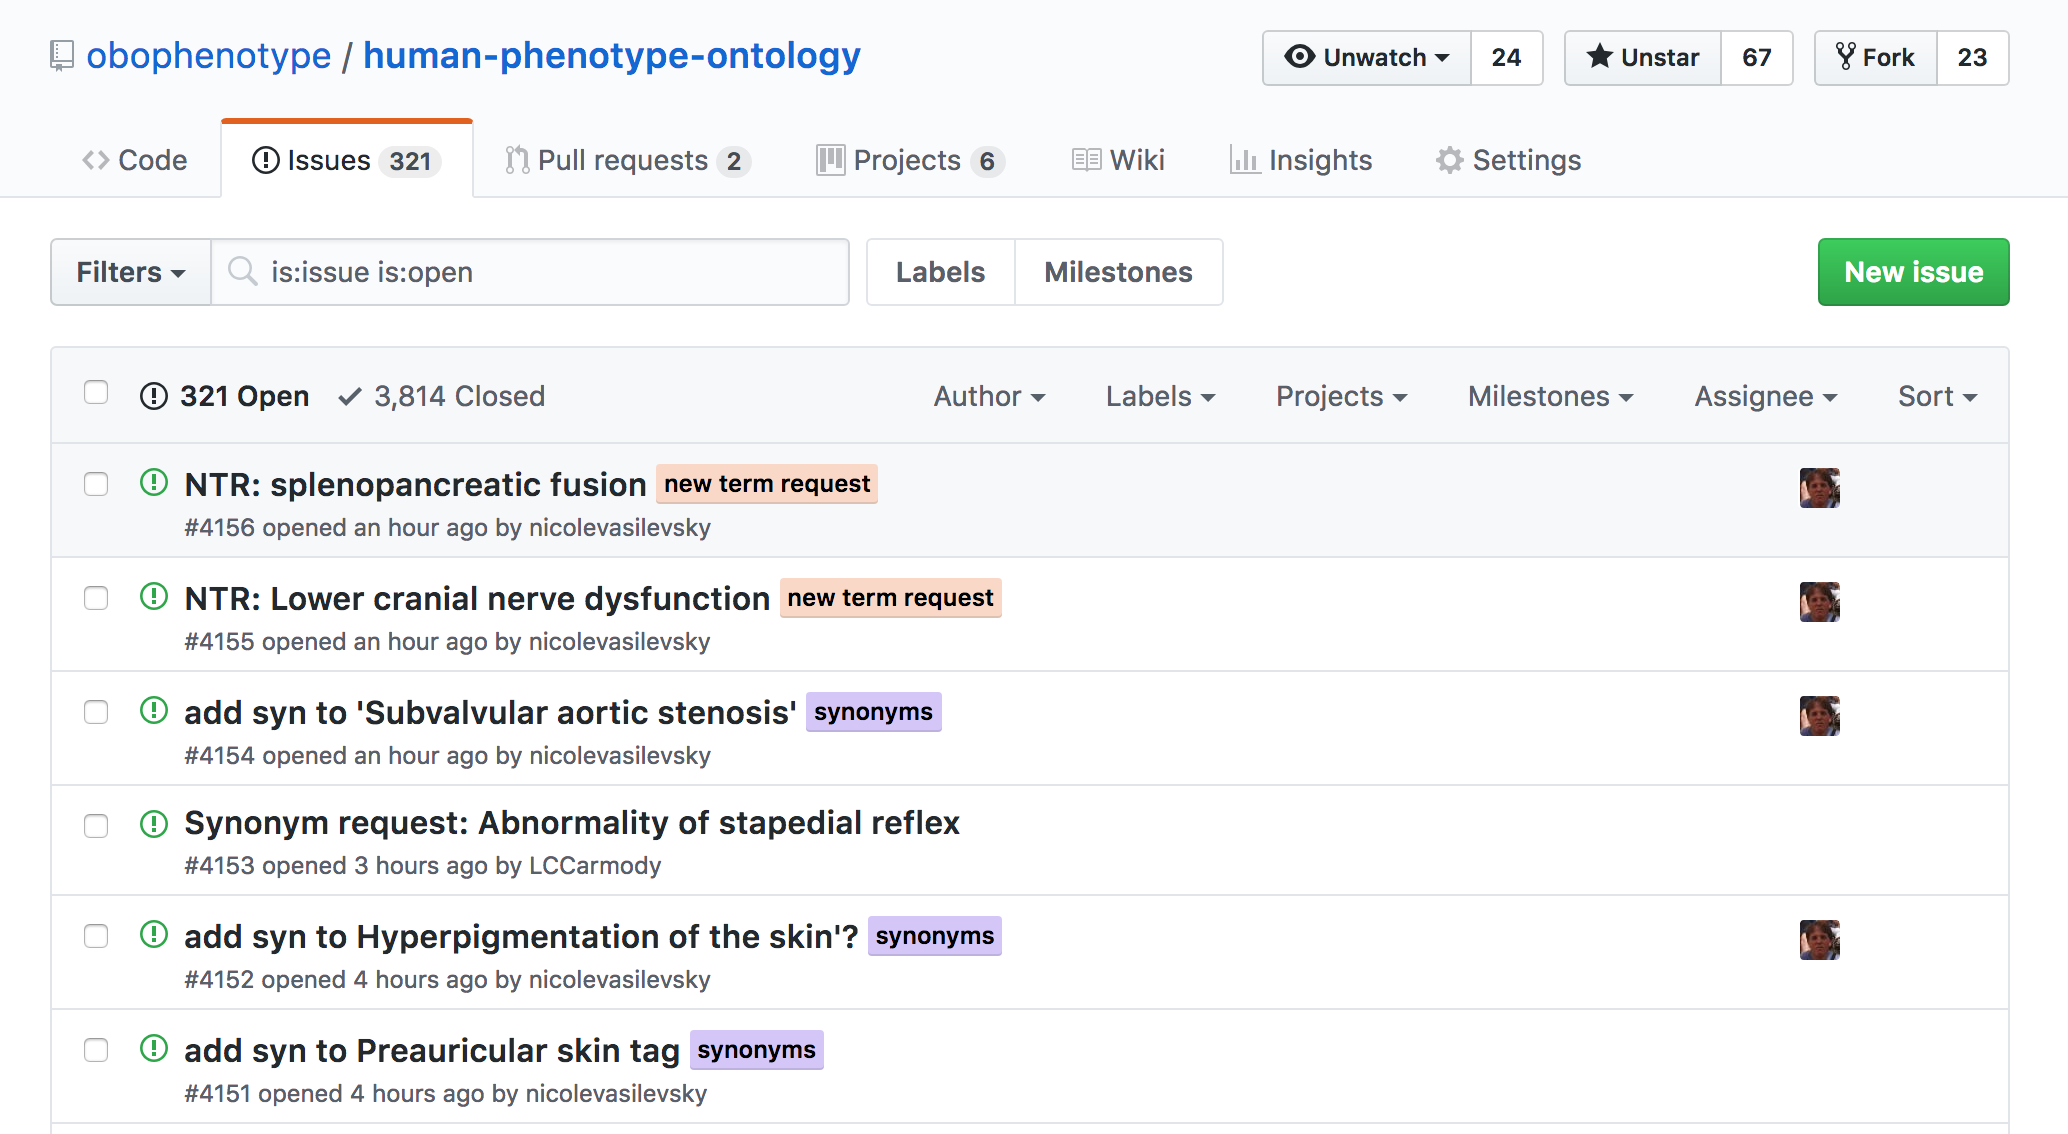 obophenotype / human-phenotype-ontology
Unwatch 24 Unstar 67 Fork 23
Code Issues 321 Pull requests 2 Projects 6 Wiki Insights Settings
Filters is:issue is:open Labels Milestones New issue
321 Open 3,814 Closed Author Labels Projects Milestones Assignee Sort
NTR: splenopancreatic fusion new term request
#4156 opened an hour ago by nicolevasilevsky
NTR: Lower cranial nerve dysfunction new term request
#4155 opened an hour ago by nicolevasilevsky
add syn to 'Subvalvular aortic stenosis' synonyms
#4154 opened an hour ago by nicolevasilevsky
Synonym request: Abnormality of stapedial reflex
#4153 opened 3 hours ago by LCCarmody
add syn to Hyperpigmentation of the skin'? synonyms
#4152 opened 4 hours ago by nicolevasilevsky
add syn to Preauricular skin tag synonyms
#4151 opened 4 hours ago by nicolevasilevsky